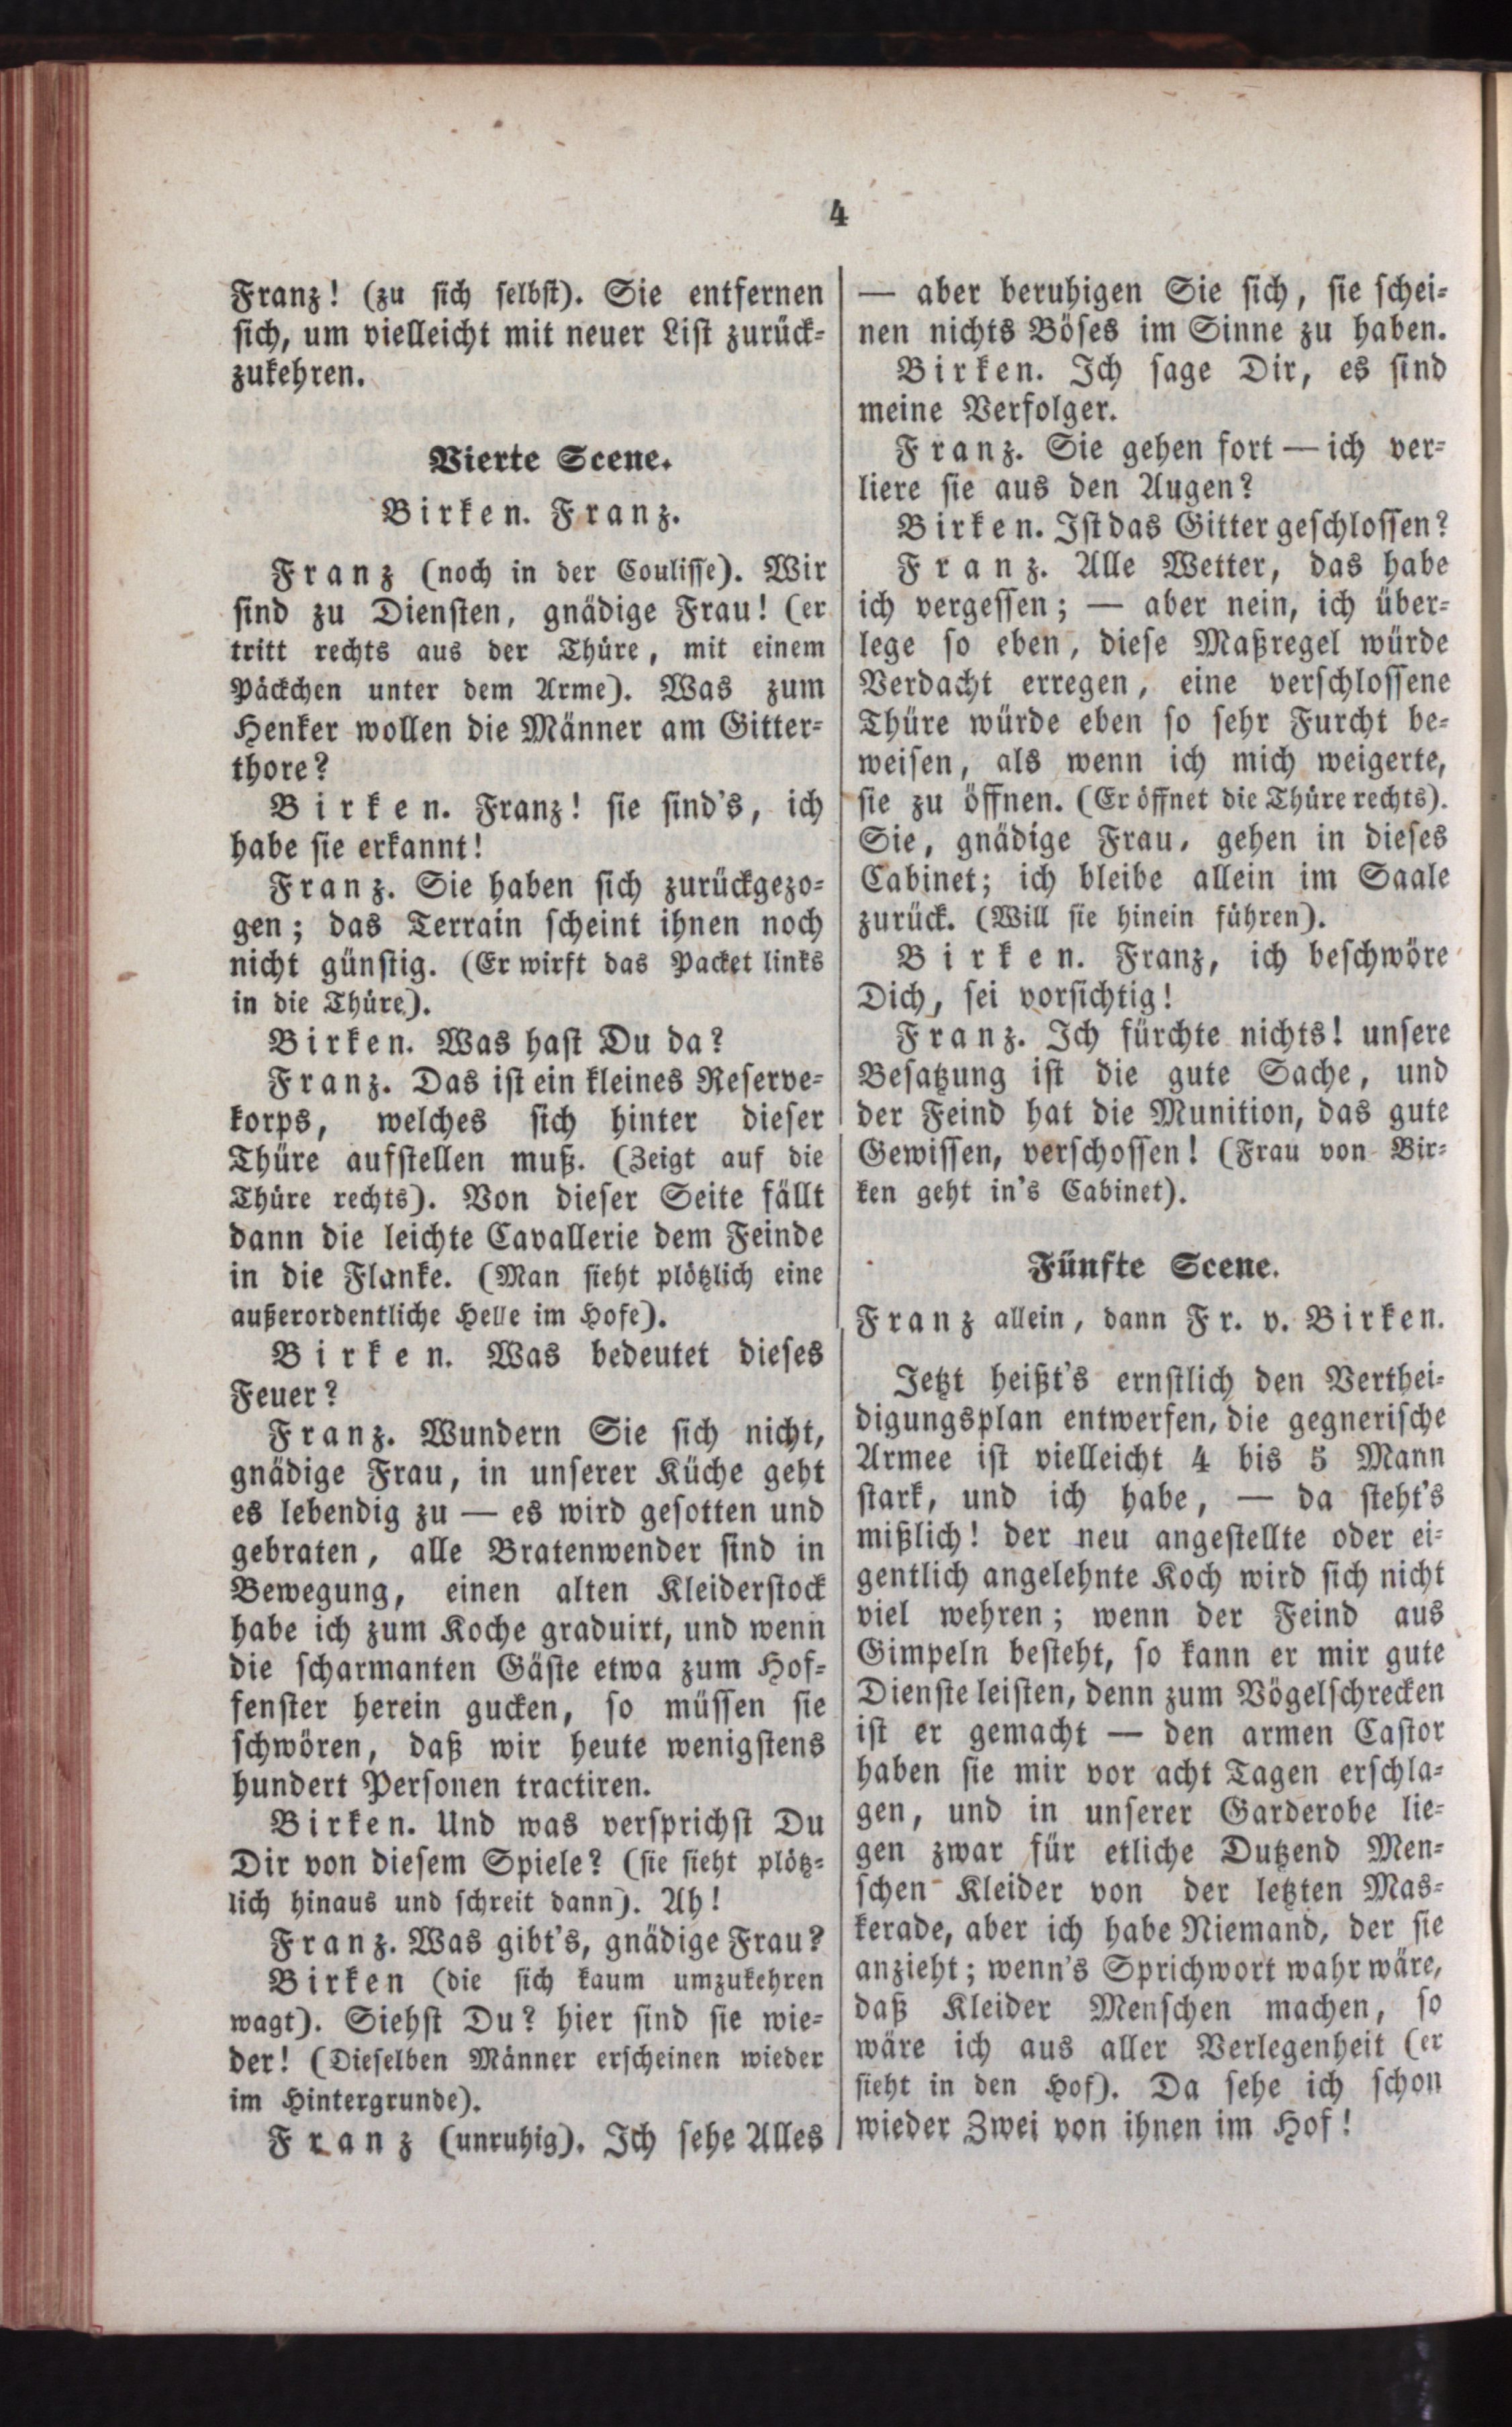 4
Franz! (zu sich selbst). Sie entfernen
sich, um vielleicht mit neuer List zurück-
zukehren.
Vierte Scene.
Birken. Franz.
Franz (noch in der Coulisse). Wir
sind zu Diensten, gnädige Frau! (er
tritt rechts aus der Thüre, mit einem
Päckchen unter dem Arme). Was zum
Henker wollen die Männer am Gitter-
thore?
Birken. Franz! sie sind's, ich
habe sie erkannt!
Franz. Sie haben sich zurückgezo-
gen; das Terrain scheint ihnen noch
nicht günstig. (Er wirft das Packet links
in die Thüre).
Birken. Was hast Du da?
Franz. Das ist ein kleines Reserve-
korps, welches sich hinter dieser
Thüre aufstellen muß. (Zeigt auf die
Thüre rechts). Von dieser Seite fällt
dann die leichte Cavallerie dem Feinde
in die Flanke. (Man sieht plötzlich eine
außerordentliche Helle im Hofe).
Birken. Was bedeutet dieses
Feuer?
Franz. Wundern Sie sich nicht,
gnädige Frau, in unserer Küche geht
es lebendig zu — es wird gesotten und
gebraten, alle Bratenwender sind in
Bewegung, einen alten Kleiderstock
habe ich zum Koche graduirt, und wenn
die scharmanten Gäste etwa zum Hof-
fenster herein gucken, so müssen sie
schwören, daß wir heute wenigstens
hundert Personen tractiren.
Birken. Und was versprichst Du
Dir von diesem Spiele? (sie sieht plötz-
lich hinaus und schreit dann). Ah!
Franz. Was gibt's, gnädige Frau?
Birken (die sich kaum umzukehren
wagt). Siehst Du? hier sind sie wie-
der! (Dieselben Männer erscheinen wieder
im Hintergrunde).
Franz (unruhig). Ich sehe Alles
— aber beruhigen Sie sich, sie schei-
nen nichts Böses im Sinne zu haben.
Birken. Ich sage Dir, es sind
meine Verfolger.
Franz. Sie gehen fort — ich ver-
liere sie aus den Augen?
Birken. Ist das Gitter geschlossen?
Franz. Alle Wetter, das habe
ich vergessen; — aber nein, ich über-
lege so eben, diese Maßregel würde
Verdacht erregen, eine verschlossene
Thüre würde eben so sehr Furcht be-
weisen, als wenn ich mich weigerte,
sie zu öffnen. (Er öffnet die Thüre rechts).
Sie, gnädige Frau, gehen in dieses
Cabinet; ich bleibe allein im Saale
zurück. (Will sie hinein führen).
Birken. Franz, ich beschwöre
Dich, sei vorsichtig!
Franz. Ich fürchte nichts! unsere
Besatzung ist die gute Sache, und
der Feind hat die Munition, das gute
Gewissen, verschossen! (Frau von Bir-
ken geht in's Cabinet).
Fünfte Scene.
Franz allein, dann Fr. v. Birken.
Jetzt heißt's ernstlich den Verthei-
digungsplan entwerfen, die gegnerische
Armee ist vielleicht 4 bis 5 Mann
stark, und ich habe, — da steht's
mißlich! der neu angestellte oder ei-
gentlich angelehnte Koch wird sich nicht
viel wehren; wenn der Feind aus
Gimpeln besteht, so kann er mir gute
Dienste leisten, denn zum Vögelschrecken
ist er gemacht — den armen Castor
haben sie mir vor acht Tagen erschla-
gen, und in unserer Garderobe lie-
gen zwar für etliche Dutzend Men-
schen Kleider von der letzten Mas-
kerade, aber ich habe Niemand, der sie
anzieht; wenn's Sprichwort wahr wäre,
daß Kleider Menschen machen, so
wäre ich aus aller Verlegenheit (er
sieht in den Hof). Da sehe ich schon
wieder Zwei von ihnen im Hof!